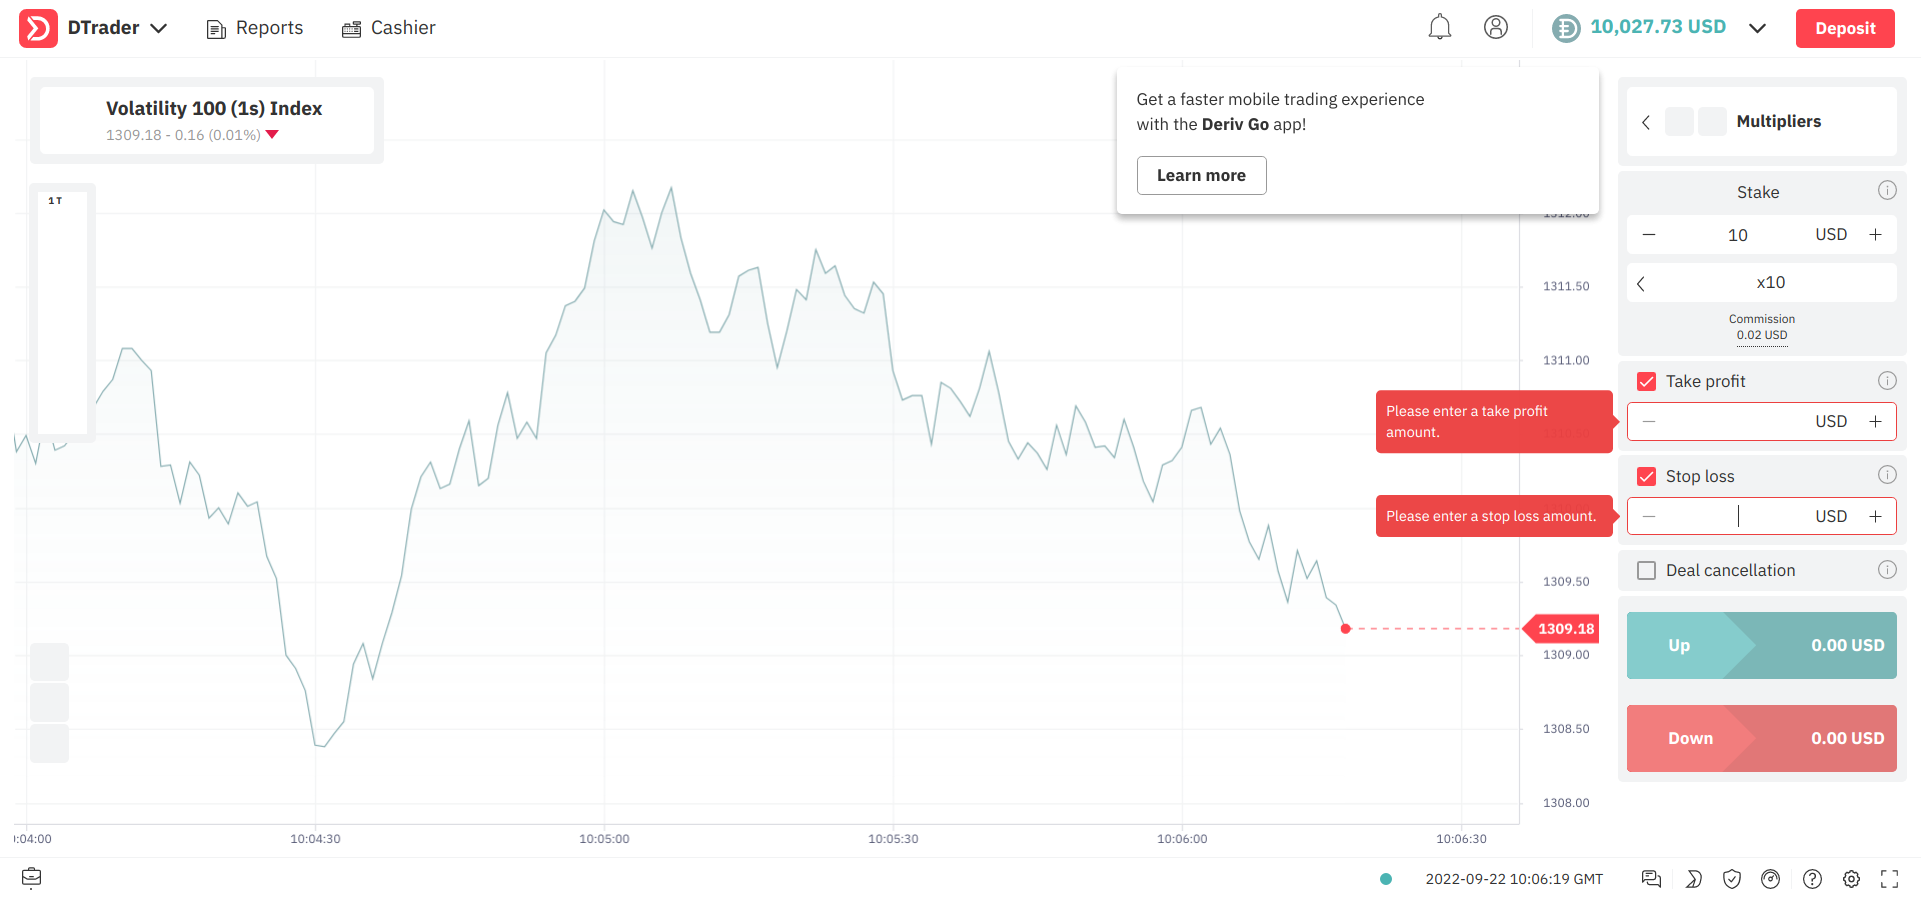 DTrader
Reports
Cashier
10,027.73 USD
Deposit
Volatility 100 (1s) Index
1309.18 - 0.16 (0.01%)
1T
Get a faster mobile trading experience
with the Deriv Go app!
Learn more
Multipliers
Stake
10 USD
x10
Commission
0.02 USD
Take profit
USD
Please enter a take profit
amount.
Stop loss
USD
Please enter a stop loss amount.
Deal cancellation
Up 0.00 USD
Down 0.00 USD
1312.00
1311.50
1311.00
1309.50
1309.18
1309.00
1308.50
1308.00
:04:00
10:04:30
10:05:00
10:05:30
10:06:00
10:06:30
2022-09-22 10:06:19 GMT